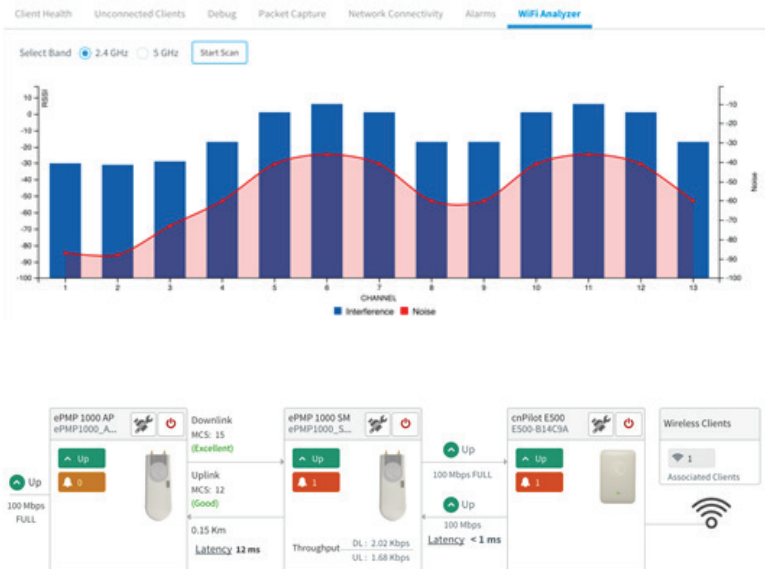 Client Health Unconnected Clients Debug Packet Capture Network Connectivity Alarms WiFi Analyzer
Select Band 2.4 GHz 5 GHz Start Scan
RSSI
10
0
-10
-20
-30
-40
-50
-60
-70
-80
-90
-100
-10
-20
-30
-40
-50
-60
-70
-80
-90
-100
Noise
1 2 3 4 5 6 7 8 9 10 11 12 13
CHANNEL
Interference Noise
Up
100 Mbps
FULL
ePMP 1000 AP
ePMP1000_A...
Up
0
Downlink
MCS: 15
(Excellent)
Uplink
MCS: 12
(Good)
0.15 Km
Latency 12 ms
ePMP 1000 SM
ePMP1000_S...
Up
1
Throughput
DL: 2.02 Kbps
UL: 1.68 Kbps
Up
100 Mbps FULL
Up
100 Mbps
Latency < 1 ms
cnPilot E500
E500-B14C9A
Up
1
Wireless Clients
1
Associated Clients